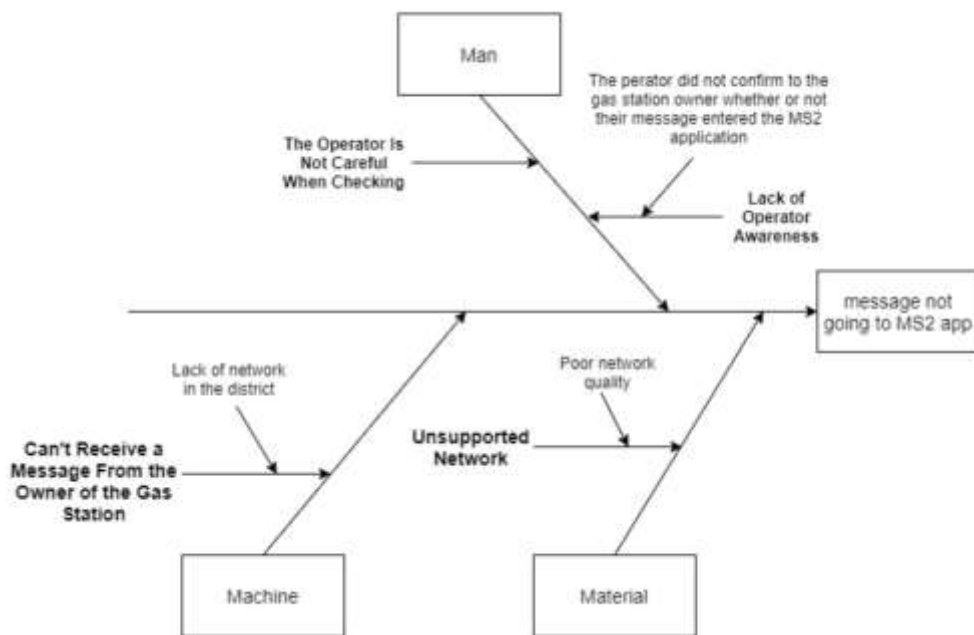 Man
The perator did not confirm to the
gas station owner whether or not
their message entered the MS2
application
The Operator Is
Not Careful
When Checking
Lack of
Operator
Awareness
message not
going to MS2 app
Lack of network
in the district
Poor network
quality
Can't Receive a
Message From the
Owner of the Gas
Station
Unsupported
Network
Machine
Material